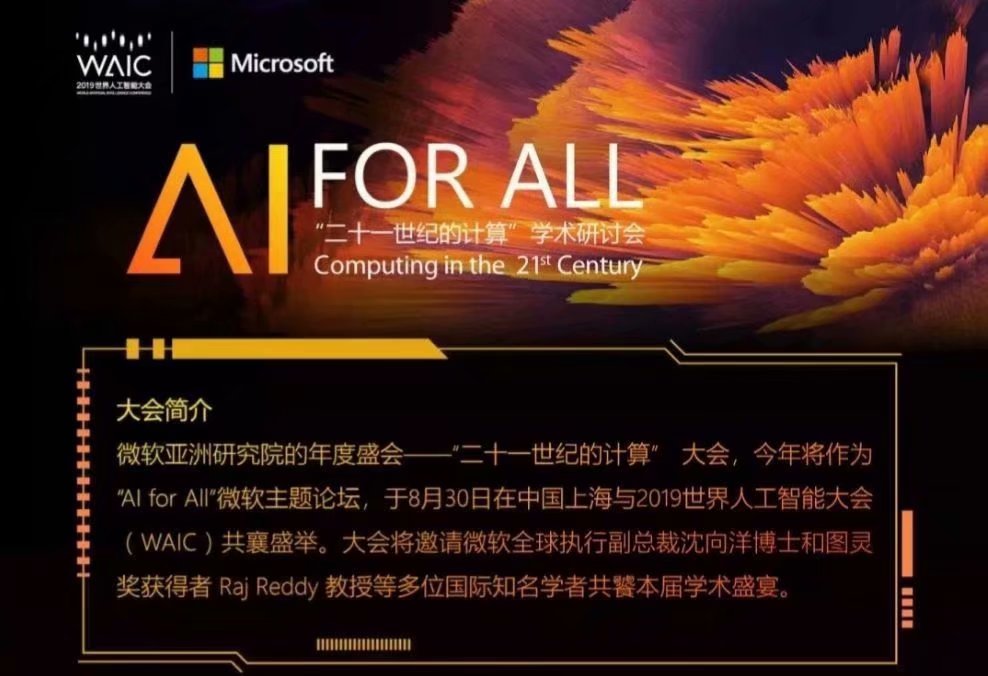 WAIC
2019世界人工智能大会
WORLD ARTIFICIAL INTELLIGENCE CONFERENCE
Microsoft
AI FOR ALL
“二十一世纪的计算”学术研讨会
Computing in the 21st Century
大会简介
微软亚洲研究院的年度盛会——“二十一世纪的计算” 大会，今年将作为
“AI for All”微软主题论坛，于8月30日在中国上海与2019世界人工智能大会
（WAIC）共襄盛举。大会将邀请微软全球执行副总裁沈向洋博士和图灵
奖获得者 Raj Reddy 教授等多位国际知名学者共饕本届学术盛宴。